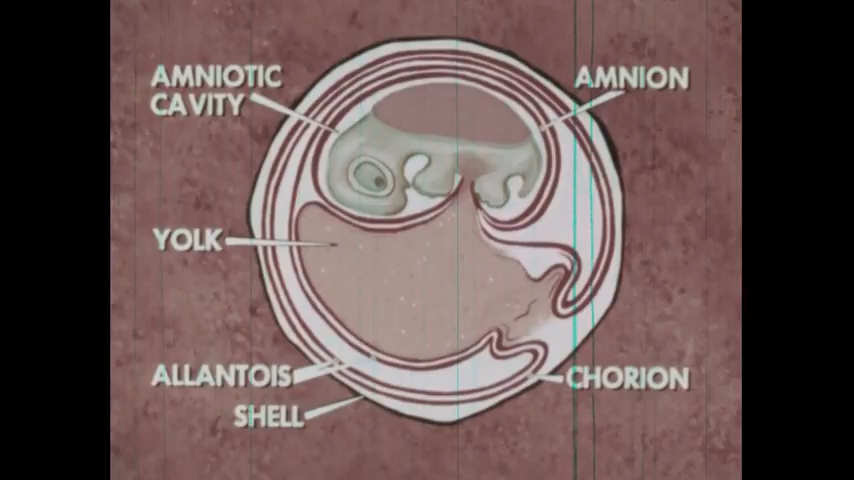 AMNIOTIC
CAVITY
AMNION
YOLK
ALLANTOIS
CHORION
SHELL